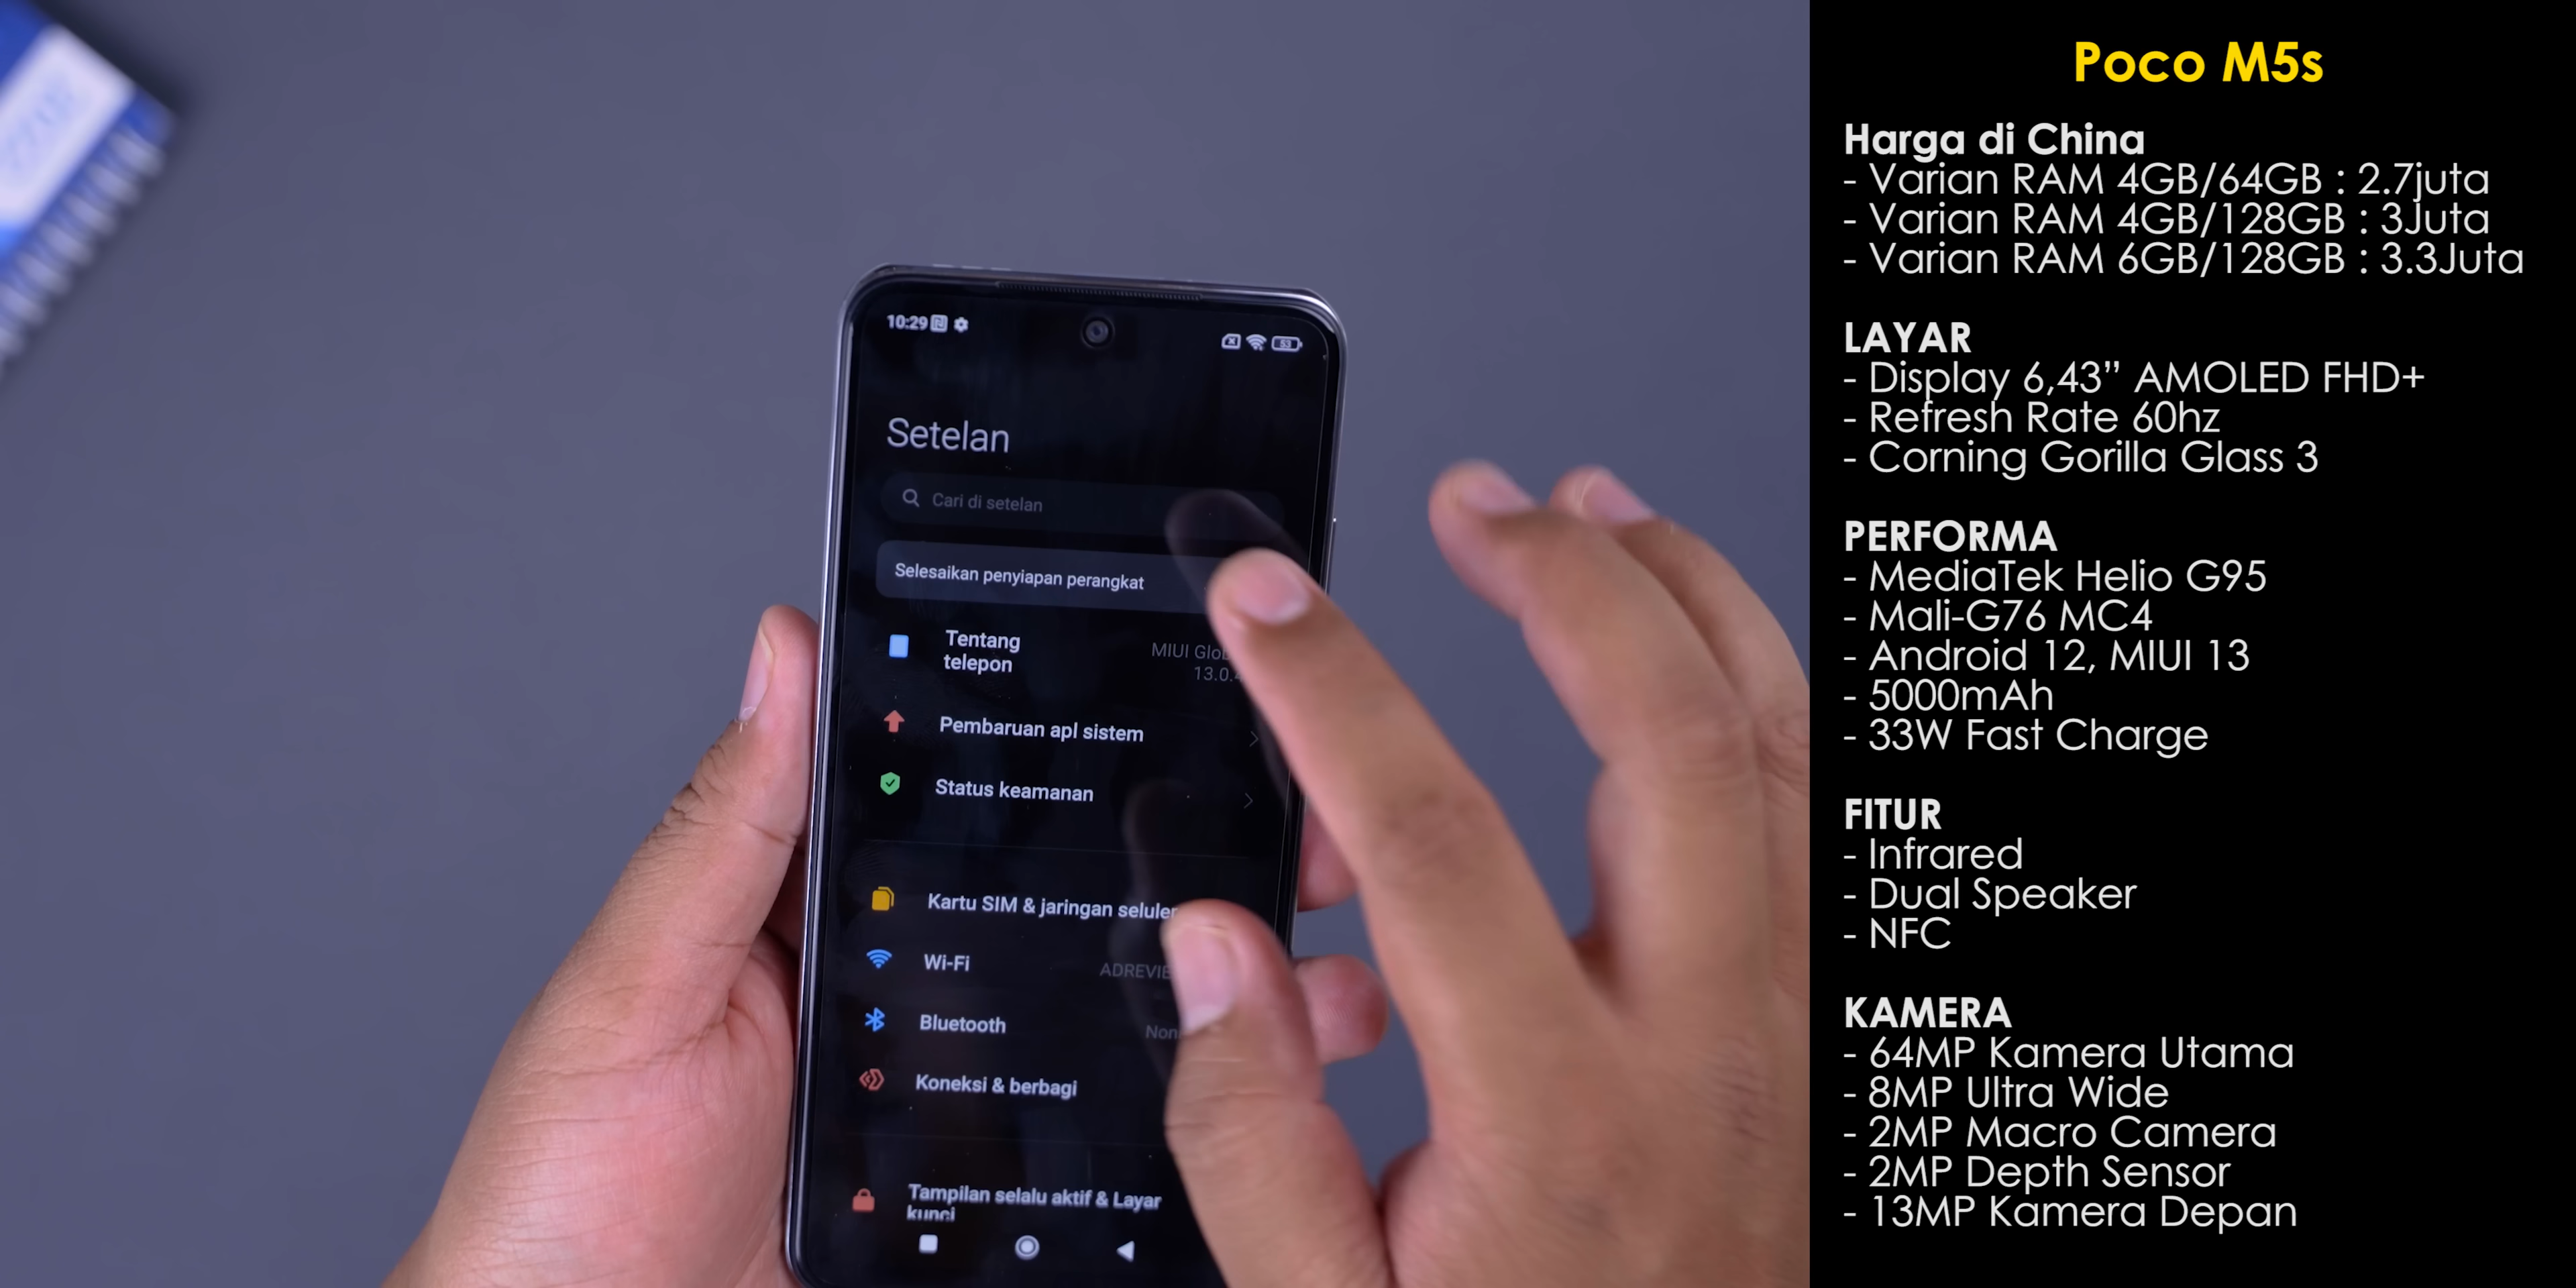 10:29
53
Setelan
Cari di setelan
Selesaikan penyiapan perangkat
Tentang
telepon
MIUI
13.0.
Pembaruan apl sistem
Status keamanan
Kartu SIM & jaringan seluler
Wi-Fi
Bluetooth
Koneksi & berbagi
Tampilan selalu aktif & Layar
kunci
Poco M5s
Harga di China
- Varian RAM 4GB/64GB : 2.7juta
- Varian RAM 4GB/128GB : 3Juta
- Varian RAM 6GB/128GB : 3.3Juta
LAYAR
- Display 6,43” AMOLED FHD+
- Refresh Rate 60hz
- Corning Gorilla Glass 3
PERFORMA
- MediaTek Helio G95
- Mali-G76 MC4
- Android 12, MIUI 13
- 5000mAh
- 33W Fast Charge
FITUR
- Infrared
- Dual Speaker
- NFC
KAMERA
- 64MP Kamera Utama
- 8MP Ultra Wide
- 2MP Macro Camera
- 2MP Depth Sensor
- 13MP Kamera Depan